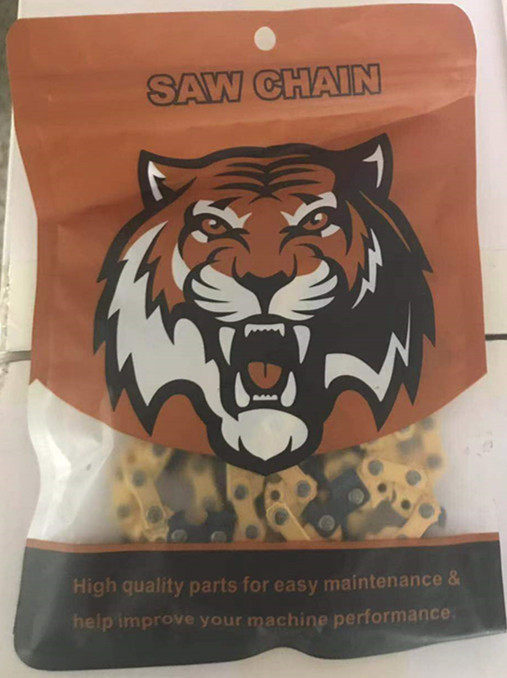 SAW CHAIN
High quality parts for easy maintenance &
help improve your machine performance.